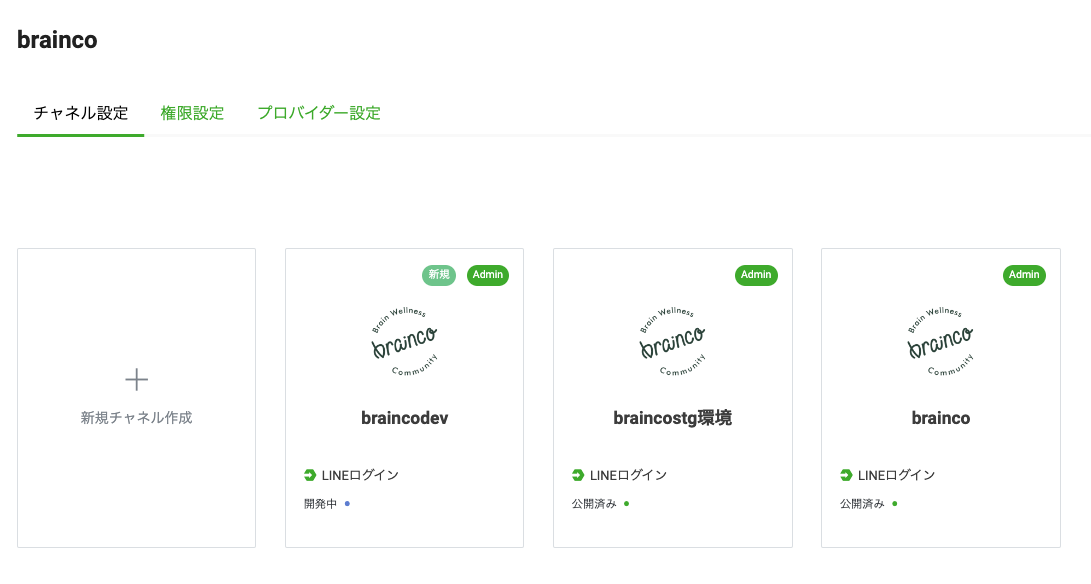 brainco
チャネル設定 権限設定 プロバイダー設定
新規チャネル作成
新規 Admin
Brain Wellness
brainco
Community
braincodev
LINEログイン
開発中
Admin
Brain Wellness
brainco
Community
braincostg環境
LINEログイン
公開済み
Admin
Brain Wellness
brainco
Community
brainco
LINEログイン
公開済み